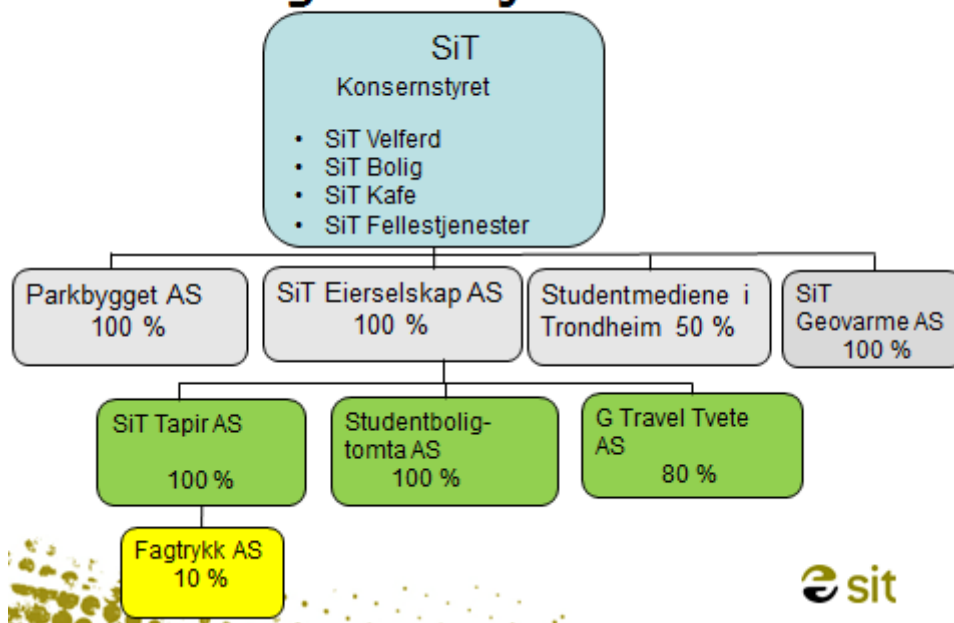 SiT
Konsernstyret
• SiT Velferd
• SiT Bolig
• SiT Kafe
• SiT Fellestjenester
Parkbygget AS
100 %
SiT Eierselskap AS
100 %
Studentmediene i
Trondheim 50 %
SiT
Geovarme AS
100 %
SiT Tapir AS
100 %
Studentbolig-
tomta AS
100 %
G Travel Tvete
AS
80 %
Fagtrykk AS
10 %
sit